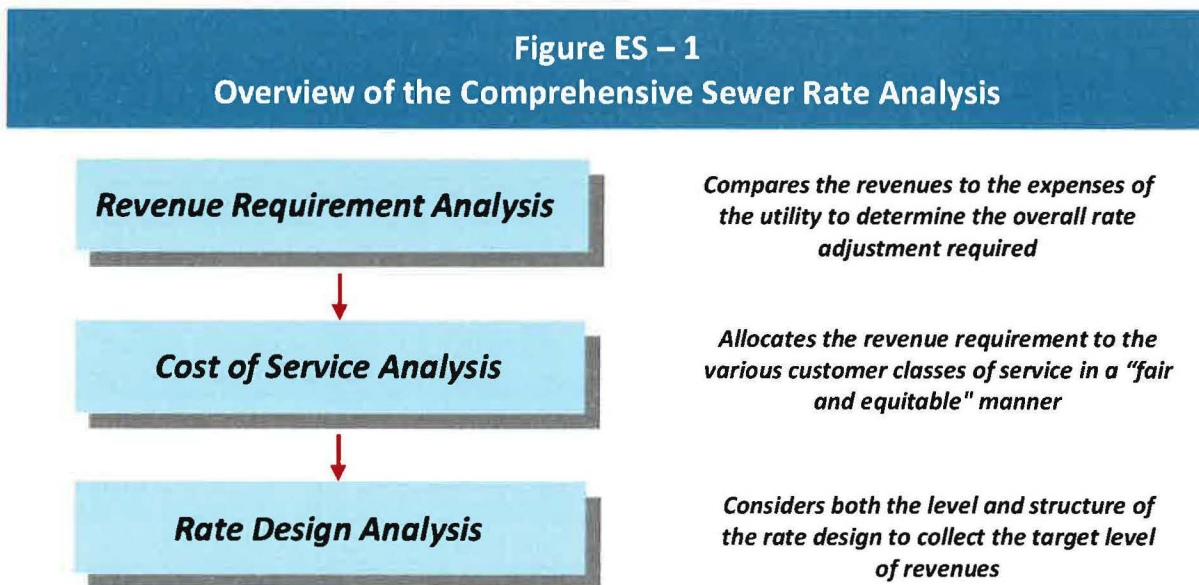 Figure ES – 1
Overview of the Comprehensive Sewer Rate Analysis
Revenue Requirement Analysis
Compares the revenues to the expenses of
the utility to determine the overall rate
adjustment required
Cost of Service Analysis
Allocates the revenue requirement to the
various customer classes of service in a “fair
and equitable" manner
Rate Design Analysis
Considers both the level and structure of
the rate design to collect the target level
of revenues